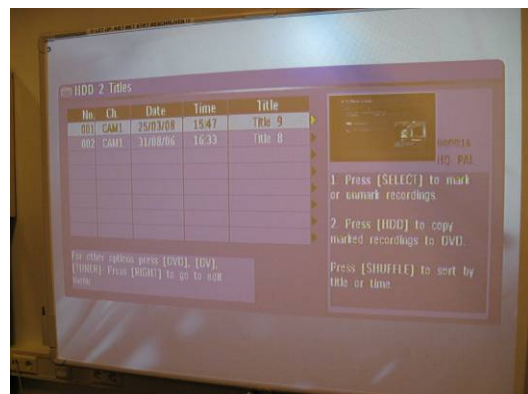 HDD 2 Titles
No. Ch. Date Time Title
001 CAM1 25/03/08 15:47 Title 9
002 CAM1 31/08/06 16:33 Title 8
HQ PAL
1. Press [SELECT] to mark
or unmark recordings.
2. Press [HDD] to copy
marked recordings to DVD.
Press [SHUFFLE] to sort by
title or time.
For other options press [DVD], [DV],
[TUNER]. Press [RIGHT] to go to edit
menu.